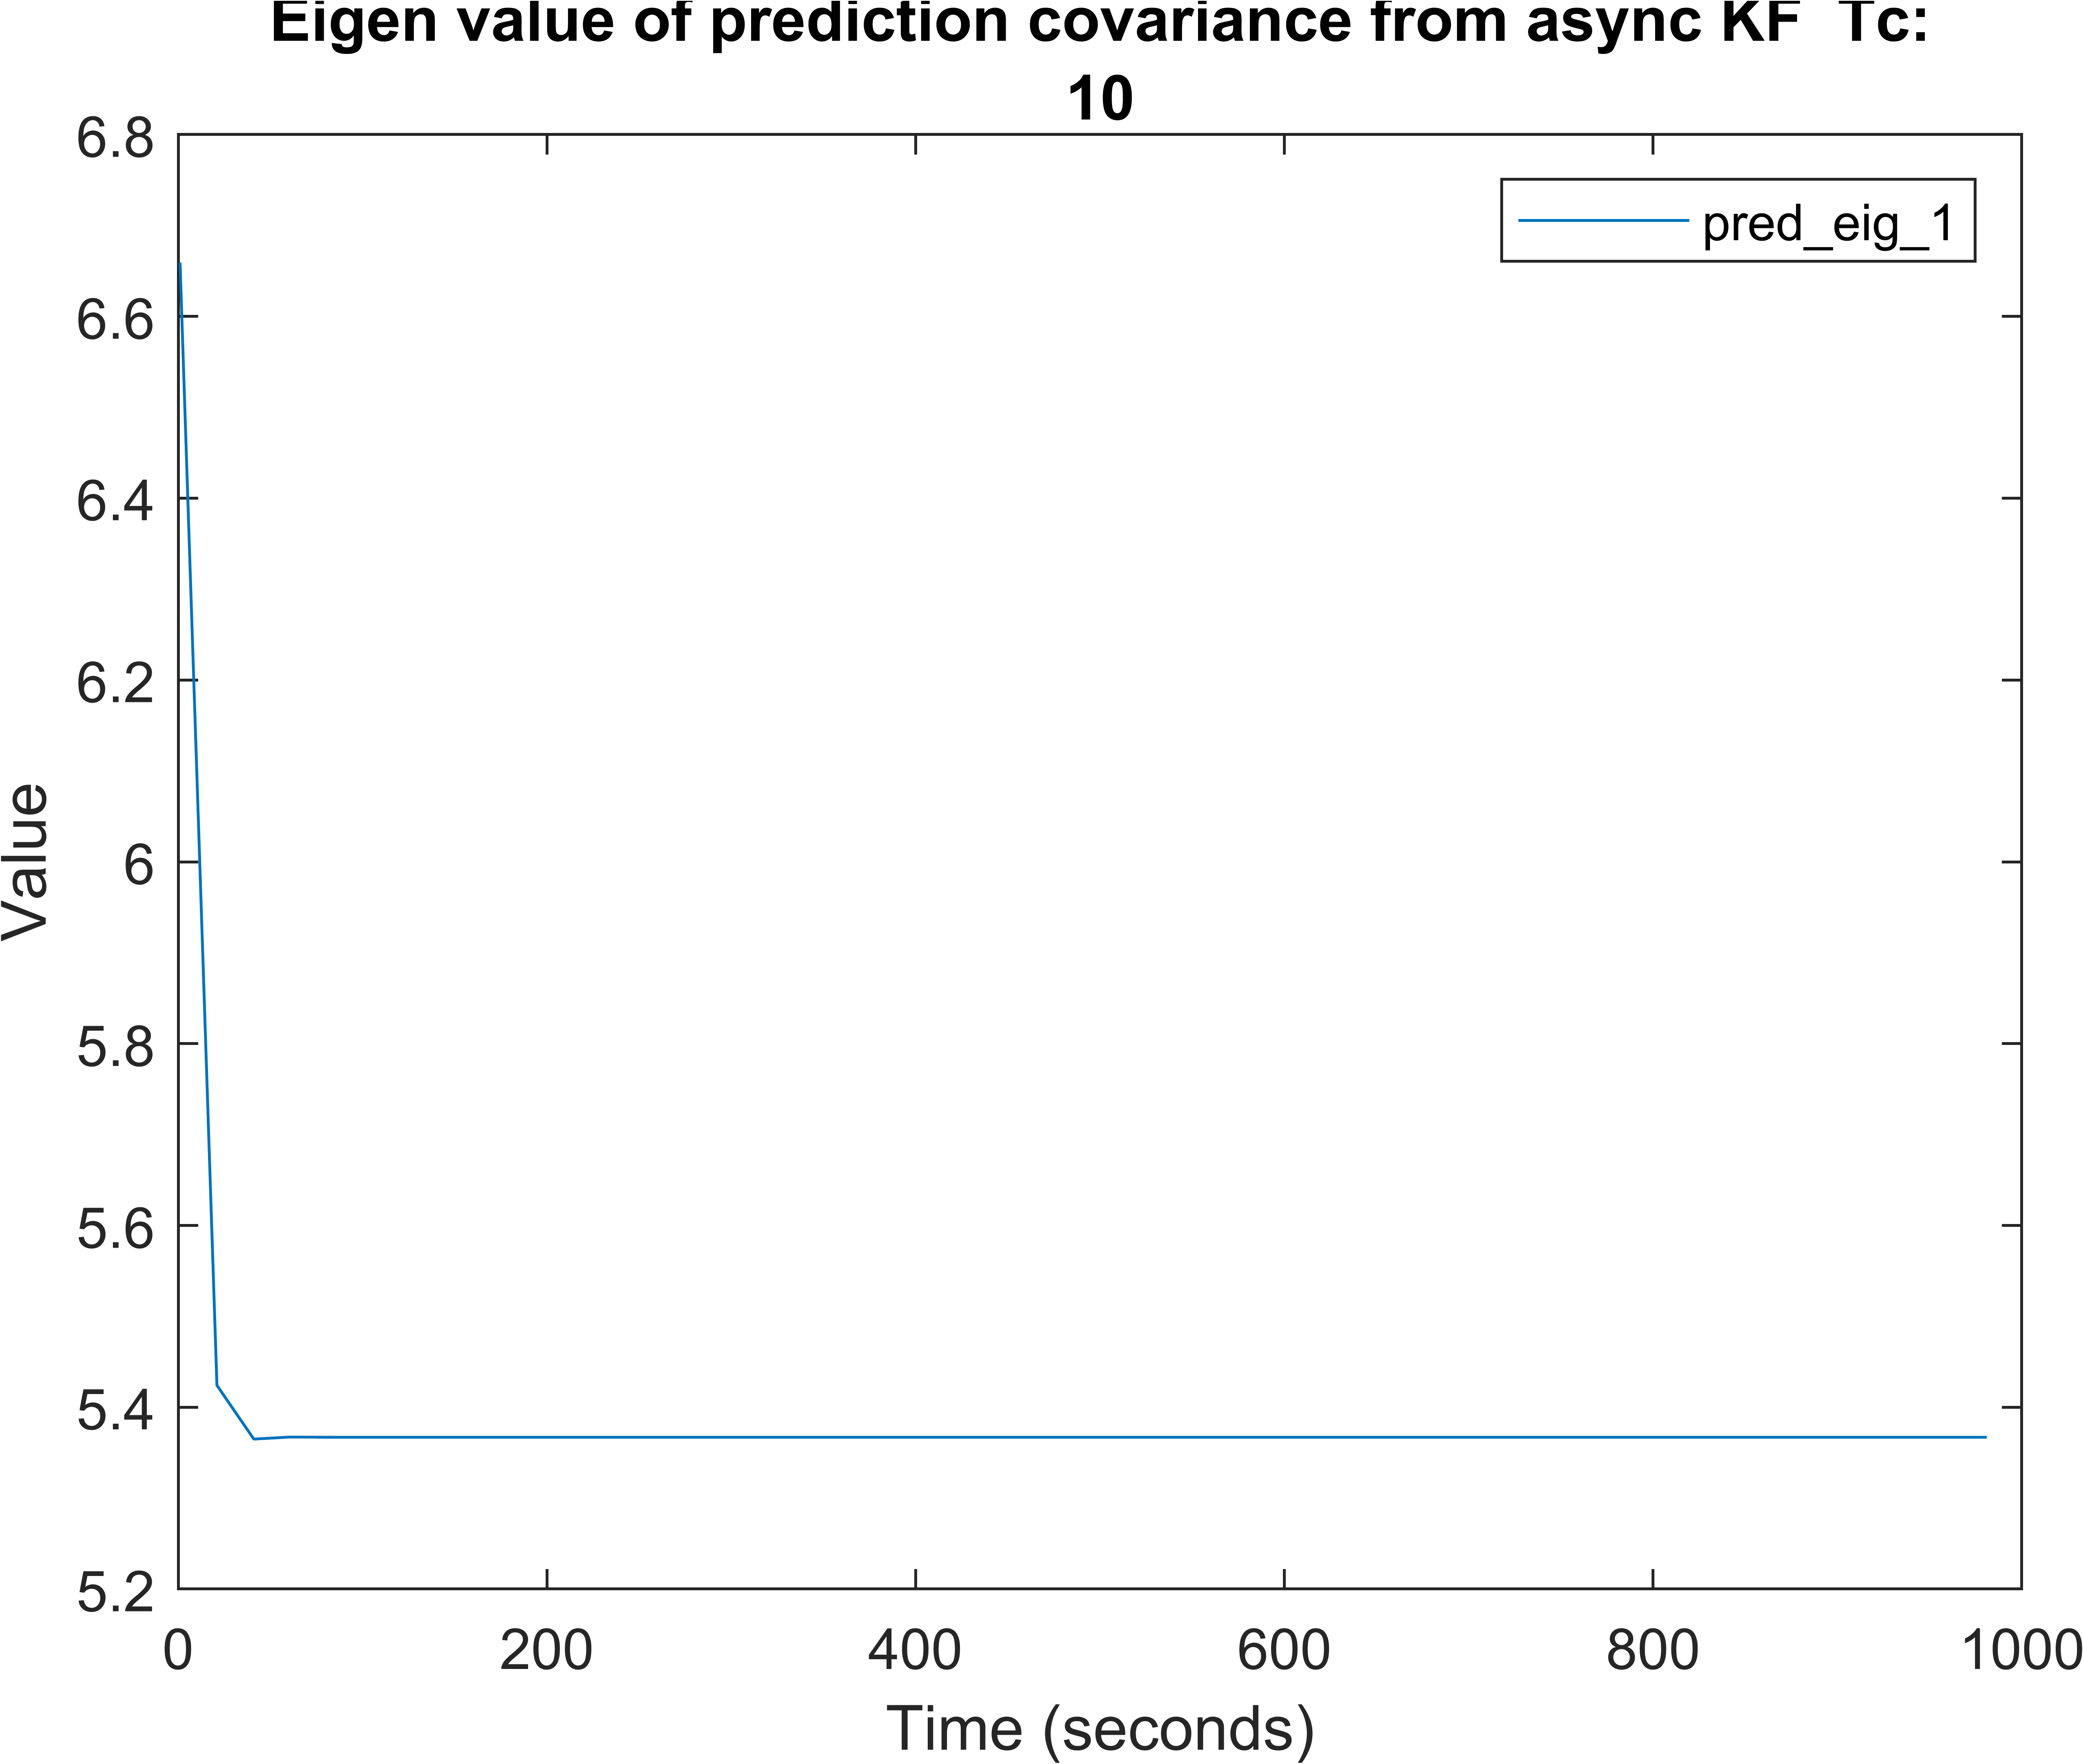 Eigen value of prediction covariance from async KF  Tc:
10
6.8
pred_eig_1
6.6
6.4
6.2
6
5.8
5.6
5.4
5.2
Value
0 200 400 600 800 1000
Time (seconds)